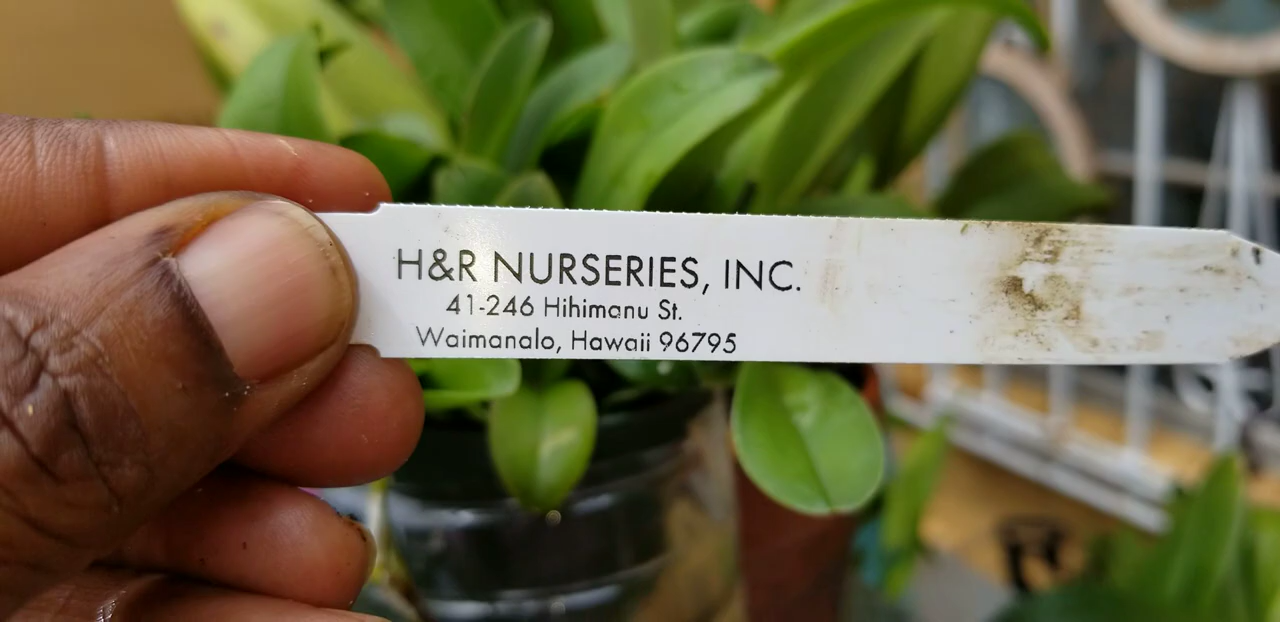 H&R NURSERIES, INC.
41-246 Hihimanu St.
Waimanalo, Hawaii 96795